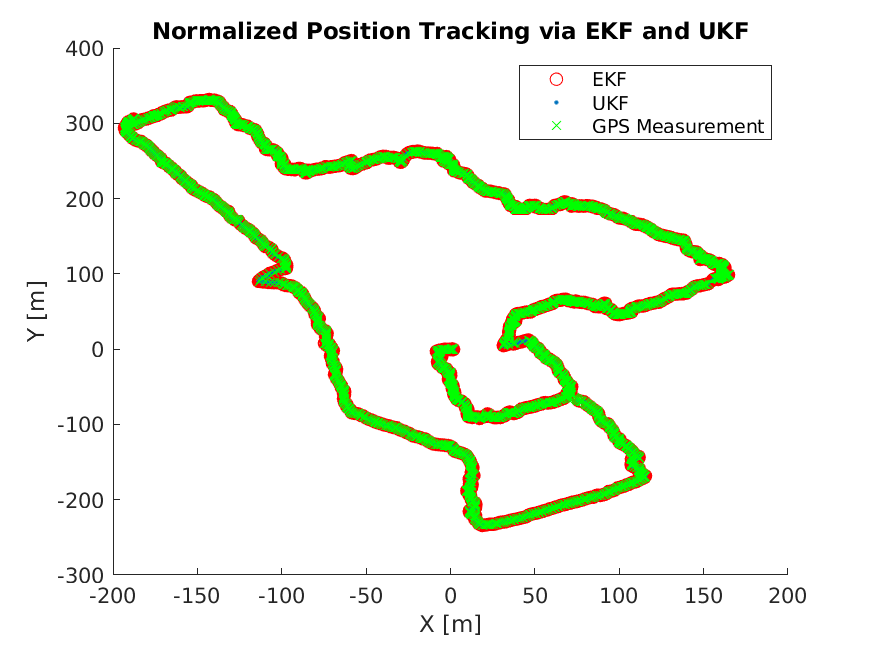 Normalized Position Tracking via EKF and UKF
EKF
UKF
GPS Measurement
400
300
200
100
0
-100
-200
-300
Y [m]
-200 -150 -100 -50 0 50 100 150 200
X [m]